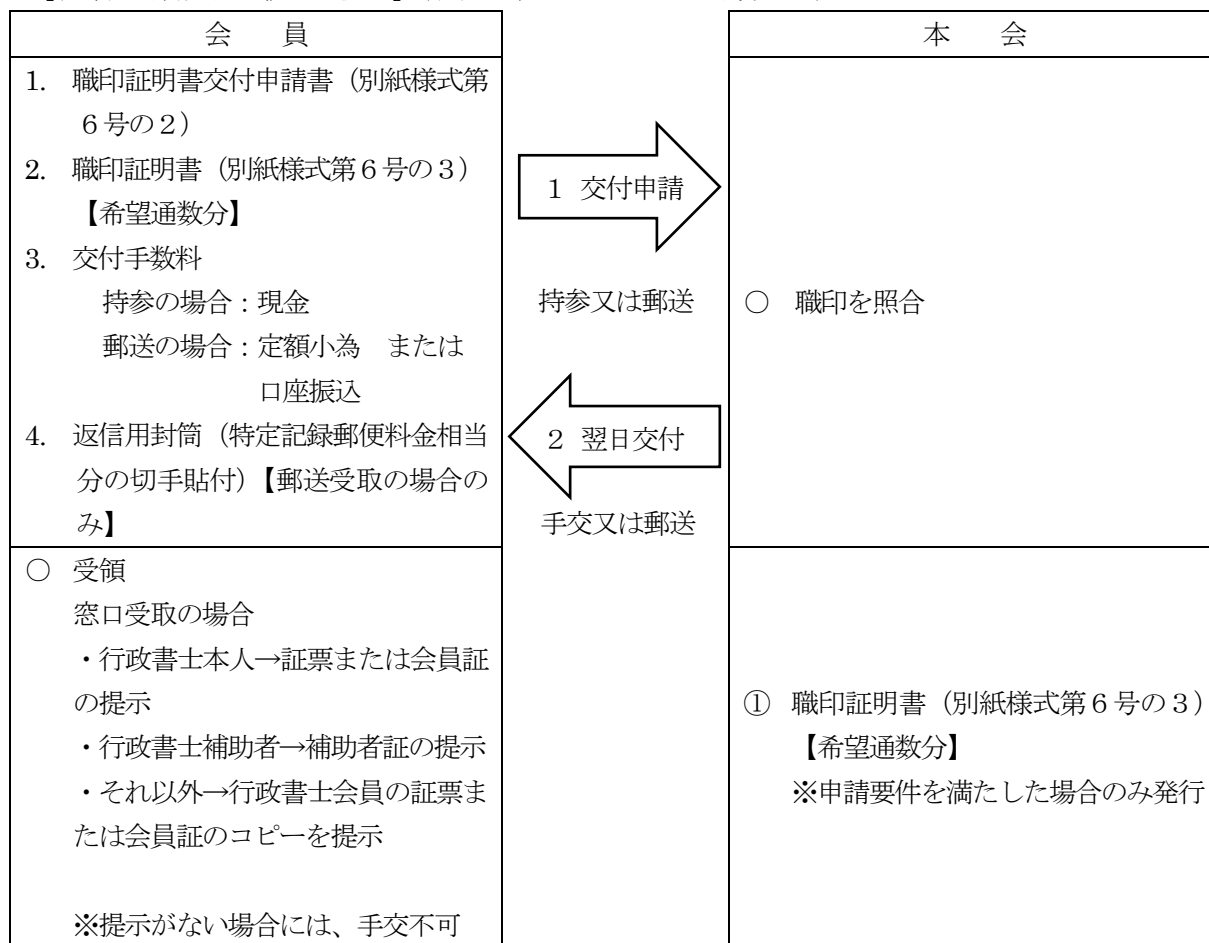 会　員
1. 職印証明書交付申請書（別紙様式第
６号の２）
2. 職印証明書（別紙様式第６号の３）
【希望通数分】
3. 交付手数料
持参の場合：現金
郵送の場合：定額小為　または
口座振込
4. 返信用封筒（特定記録郵便料金相当
分の切手貼付）【郵送受取の場合の
み】
１ 交付申請
持参又は郵送
２ 翌日交付
手交又は郵送
本　会
○ 職印を照合
○ 受領
窓口受取の場合
・行政書士本人→証票または会員証
の提示
・行政書士補助者→補助者証の提示
・それ以外→行政書士会員の証票ま
たは会員証のコピーを提示
※提示がない場合には、手交不可
① 職印証明書（別紙様式第６号の３）
【希望通数分】
※申請要件を満たした場合のみ発行